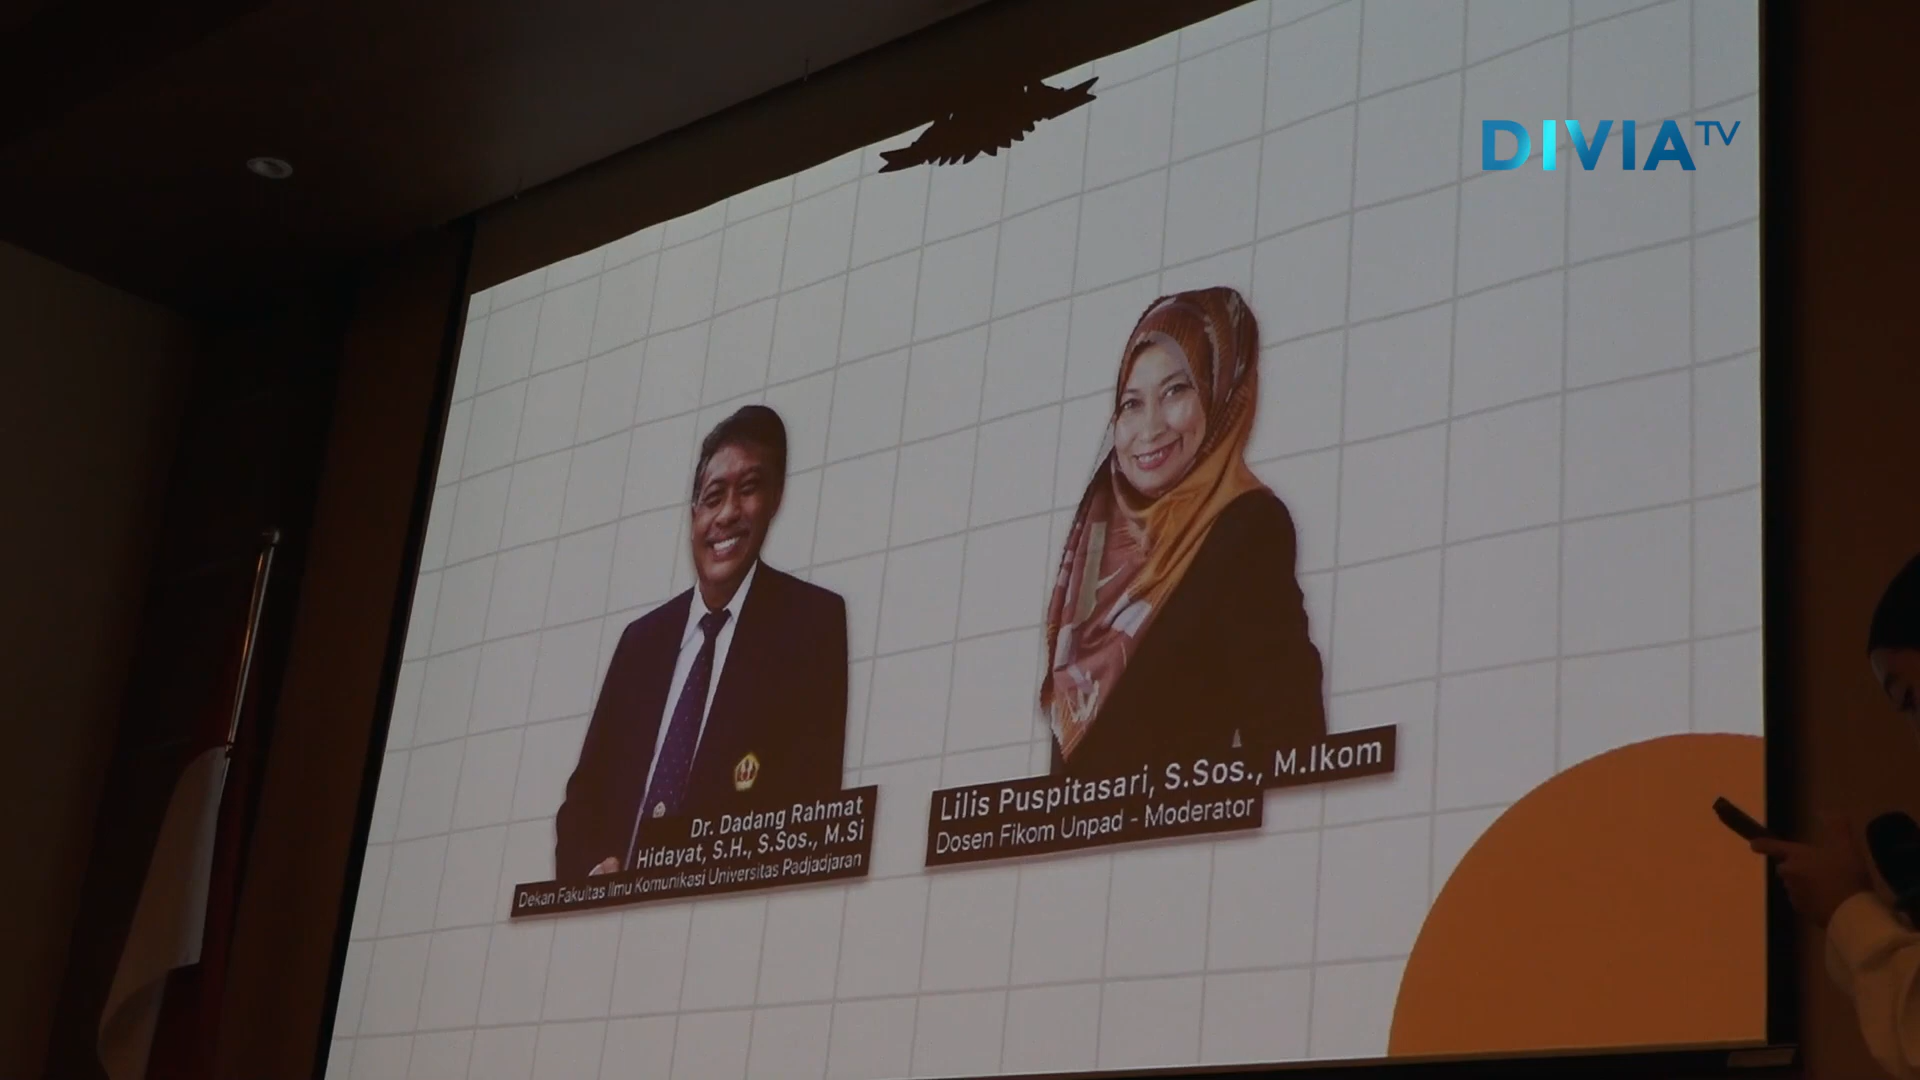 DIVIA TV
Dr. Dadang Rahmat
Hidayat, S.H., S.Sos., M.Si
Dekan Fakultas Ilmu Komunikasi Universitas Padjadjaran
Lilis Puspitasari, S.Sos., M.Ikom
Dosen Fikom Unpad - Moderator